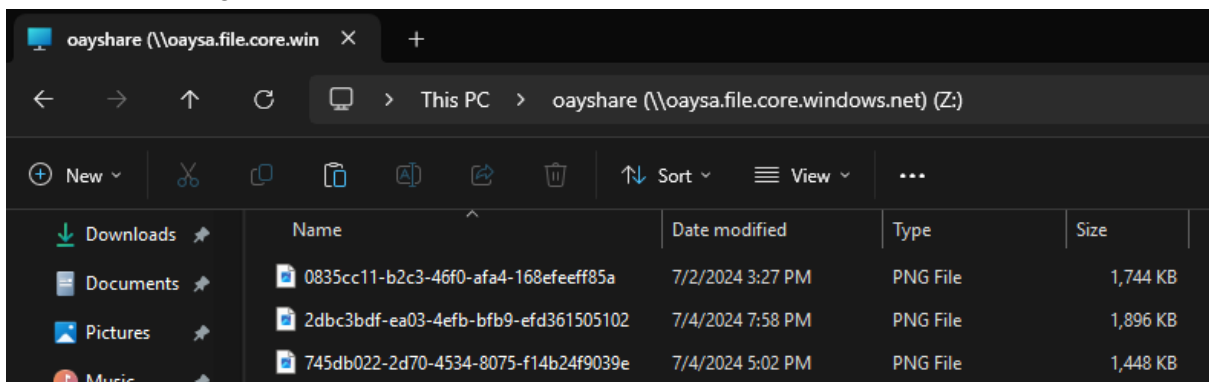 oayshare (\\oaysa.file.core.win
This PC > oayshare (\\oaysa.file.core.windows.net) (Z:)
New Sort View
Name Date modified Type Size
Downloads
Documents
Pictures
Music
0835cc11-b2c3-46f0-afa4-168efeeff85a 7/2/2024 3:27 PM PNG File 1,744 KB
2dbc3bdf-ea03-4efb-bfb9-efd361505102 7/4/2024 7:58 PM PNG File 1,896 KB
745db022-2d70-4534-8075-f14b24f9039e 7/4/2024 5:02 PM PNG File 1,448 KB